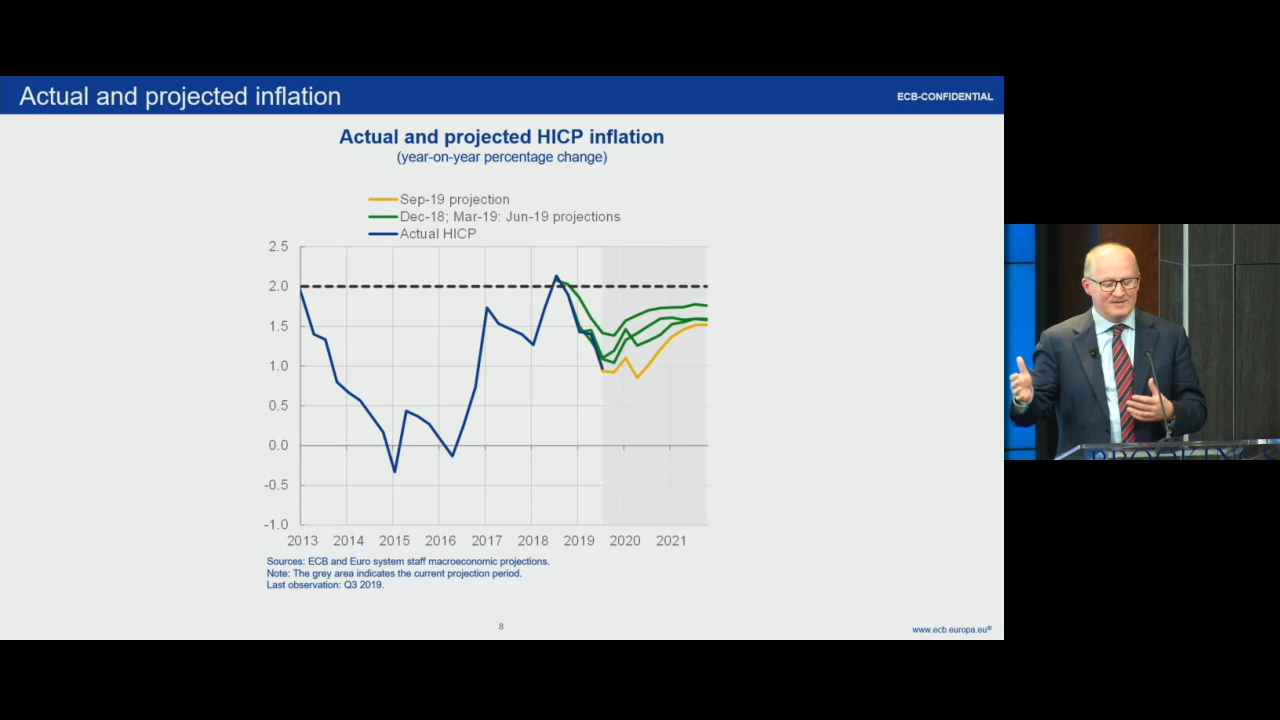 Actual and projected inflation
ECB-CONFIDENTIAL
Actual and projected HICP inflation
(year-on-year percentage change)
Sep-19 projection
Dec-18; Mar-19: Jun-19 projections
Actual HICP
2.5
2.0
1.5
1.0
0.5
0.0
-0.5
-1.0
2013 2014 2015 2016 2017 2018 2019 2020 2021
Sources: ECB and Euro system staff macroeconomic projections.
Note: The grey area indicates the current projection period.
Last observation: Q3 2019.
8
www.ecb.europa.eu®
BROOKINGS